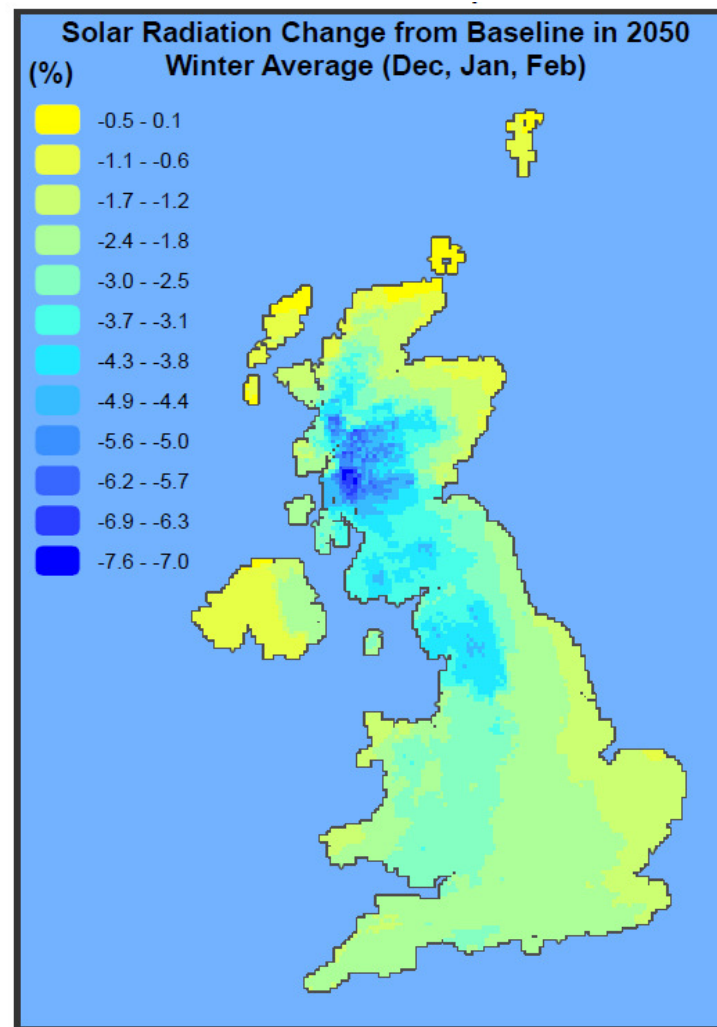 Solar Radiation Change from Baseline in 2050
Winter Average (Dec, Jan, Feb)
(%)
-0.5 - 0.1
-1.1 - -0.6
-1.7 - -1.2
-2.4 - -1.8
-3.0 - -2.5
-3.7 - -3.1
-4.3 - -3.8
-4.9 - -4.4
-5.6 - -5.0
-6.2 - -5.7
-6.9 - -6.3
-7.6 - -7.0